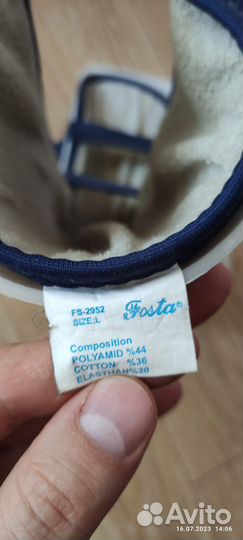 FS-2952
SIZE:L
Fosta®
Composition
POLYAMID %44
COTTON: %36
ELASTHAN%20
Avito
16.07.2023 14:06